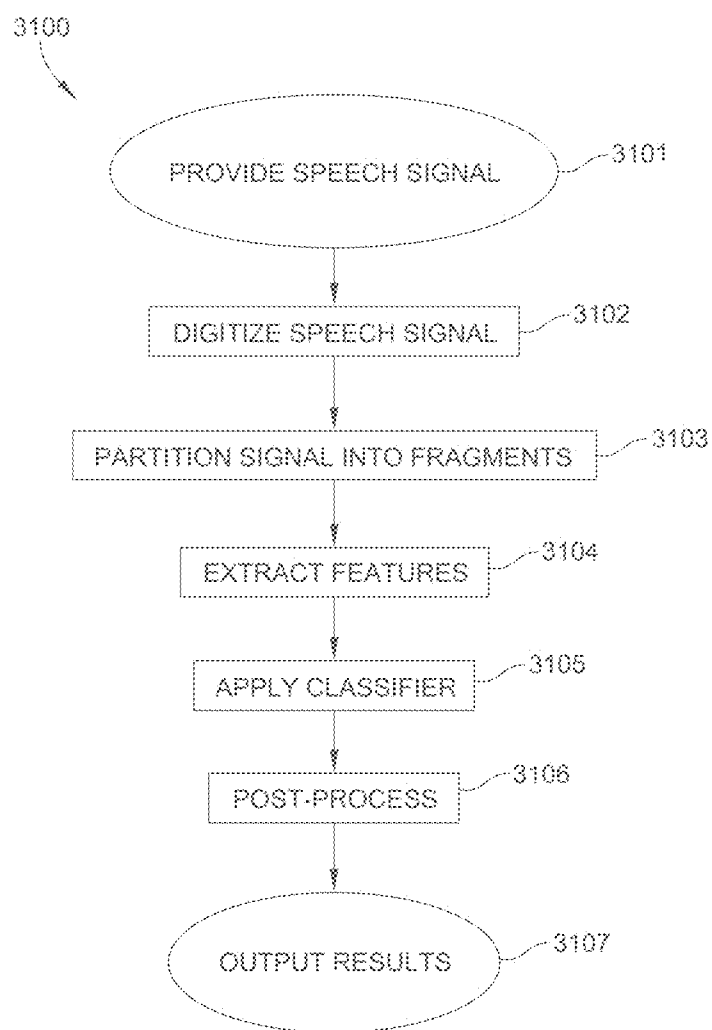 3100
PROVIDE SPEECH SIGNAL
3101
DIGITIZE SPEECH SIGNAL
3102
PARTITION SIGNAL INTO FRAGMENTS
3103
EXTRACT FEATURES
3104
APPLY CLASSIFIER
3105
POST-PROCESS
3106
OUTPUT RESULTS
3107